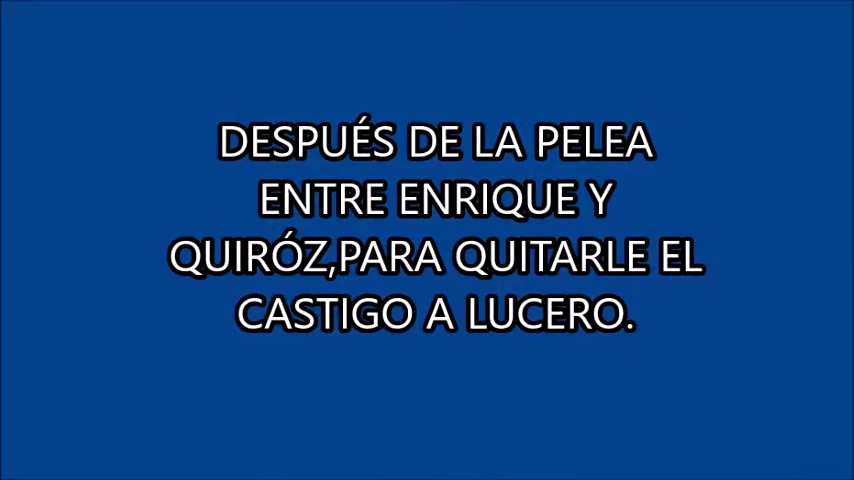 DESPUÉS DE LA PELEA
ENTRE ENRIQUE Y
QUIRÓZ,PARA QUITARLE EL
CASTIGO A LUCERO.